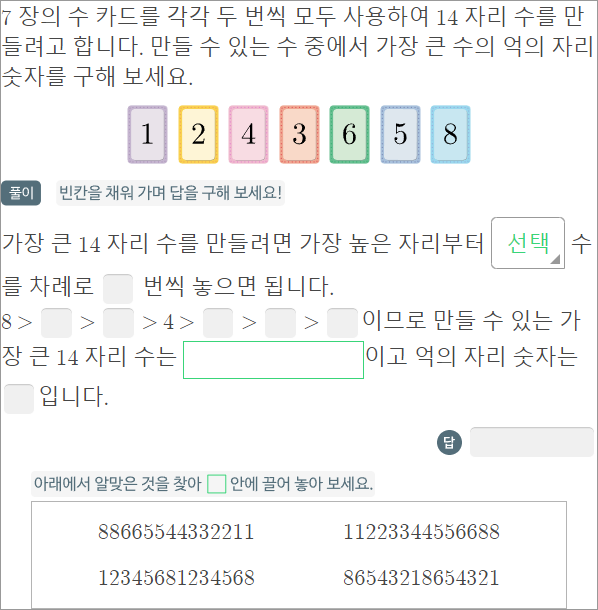 7 장의 수 카드를 각각 두 번씩 모두 사용하여 14 자리 수를 만
들려고 합니다. 만들 수 있는 수 중에서 가장 큰 수의 억의 자리
숫자를 구해 보세요.
1 2 4 3 6 5 8
풀이 빈칸을 채워 가며 답을 구해 보세요!
가장 큰 14 자리 수를 만들려면 가장 높은 자리부터 선택 수
를 차례로 번씩 놓으면 됩니다.
8 > > > 4 > > > 이므로 만들 수 있는 가
장 큰 14 자리 수는 이고 억의 자리 숫자는
입니다.
답
아래에서 알맞은 것을 찾아 안에 끌어 놓아 보세요.
88665544332211 11223344556688
12345681234568 86543218654321